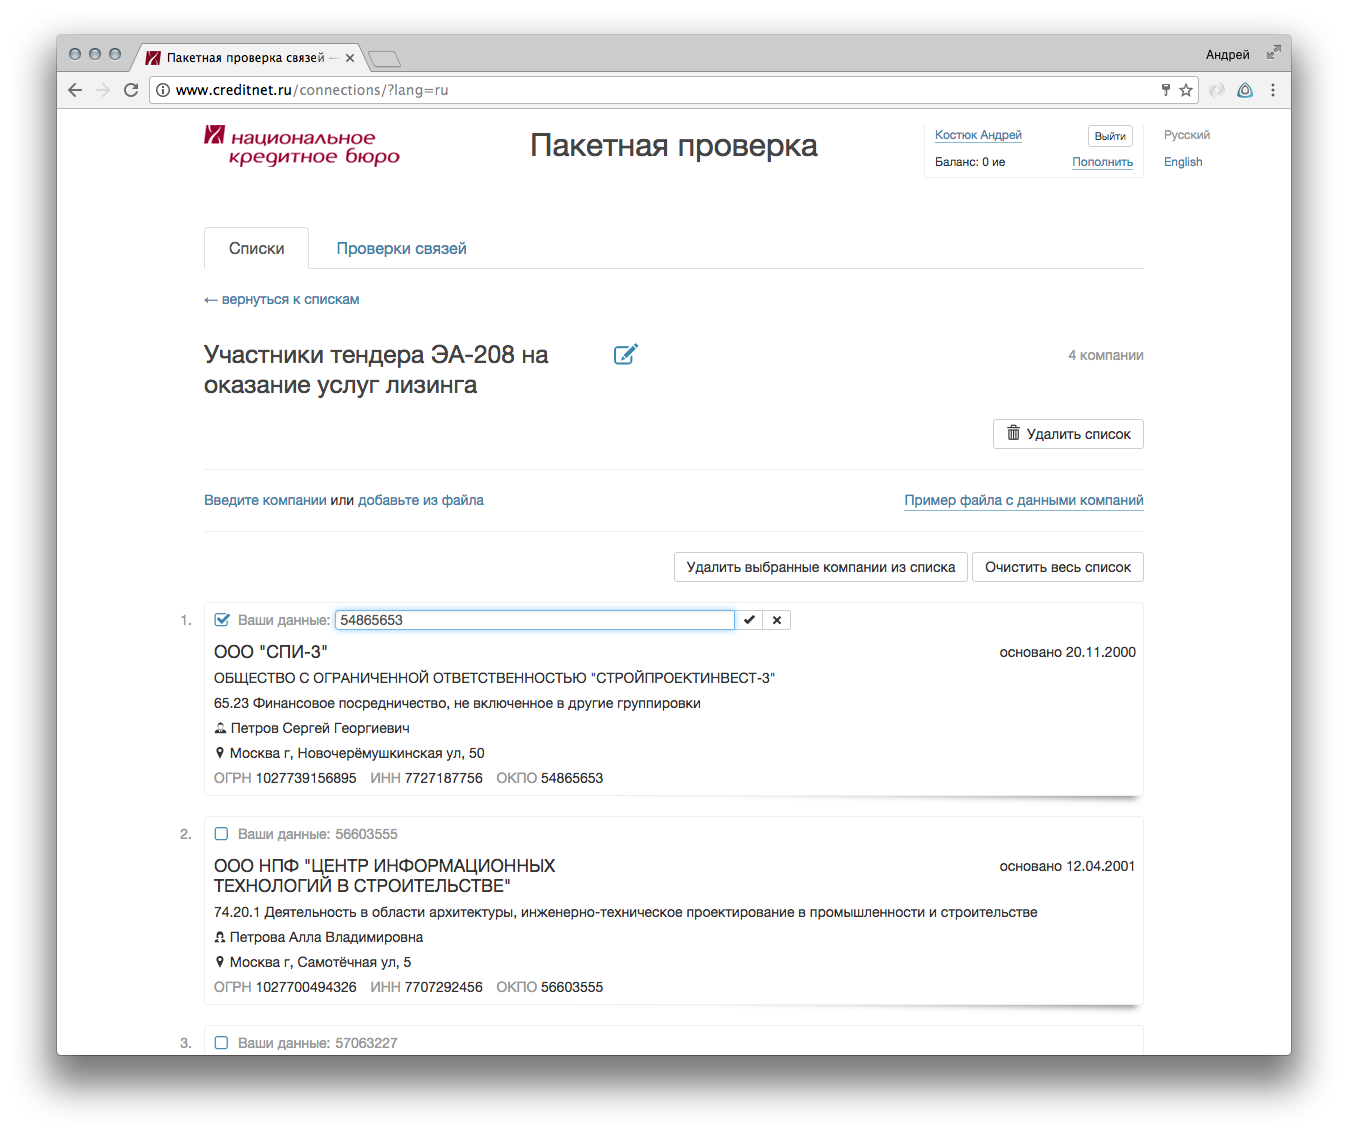 Пакетная проверка связей –
Андрей
www.creditnet.ru/connections/?lang=ru
национальное
кредитное бюро
Пакетная проверка
Костюк Андрей
Выйти
Русский
Баланс: 0 ие
Пополнить
English
Списки
Проверки связей
← вернуться к спискам
Участники тендера ЭА-208 на
оказание услуг лизинга
4 компании
Удалить список
Введите компании или добавьте из файла
Пример файла с данными компаний
Удалить выбранные компании из списка
Очистить весь список
1. Ваши данные: 54865653
ООО "СПИ-3"
основано 20.11.2000
ОБЩЕСТВО С ОГРАНИЧЕННОЙ ОТВЕТСТВЕННОСТЬЮ "СТРОЙПРОЕКТИНВЕСТ-3"
65.23 Финансовое посредничество, не включенное в другие группировки
Петров Сергей Георгиевич
Москва г, Новочерёмушкинская ул, 50
ОГРН 1027739156895 ИНН 7727187756 ОКПО 54865653
2. Ваши данные: 56603555
ООО НПФ "ЦЕНТР ИНФОРМАЦИОННЫХ
ТЕХНОЛОГИЙ В СТРОИТЕЛЬСТВЕ"
основано 12.04.2001
74.20.1 Деятельность в области архитектуры, инженерно-техническое проектирование в промышленности и строительстве
Петрова Алла Владимировна
Москва г, Самотёчная ул, 5
ОГРН 1027700494326 ИНН 7707292456 ОКПО 56603555
3. Ваши данные: 57063227